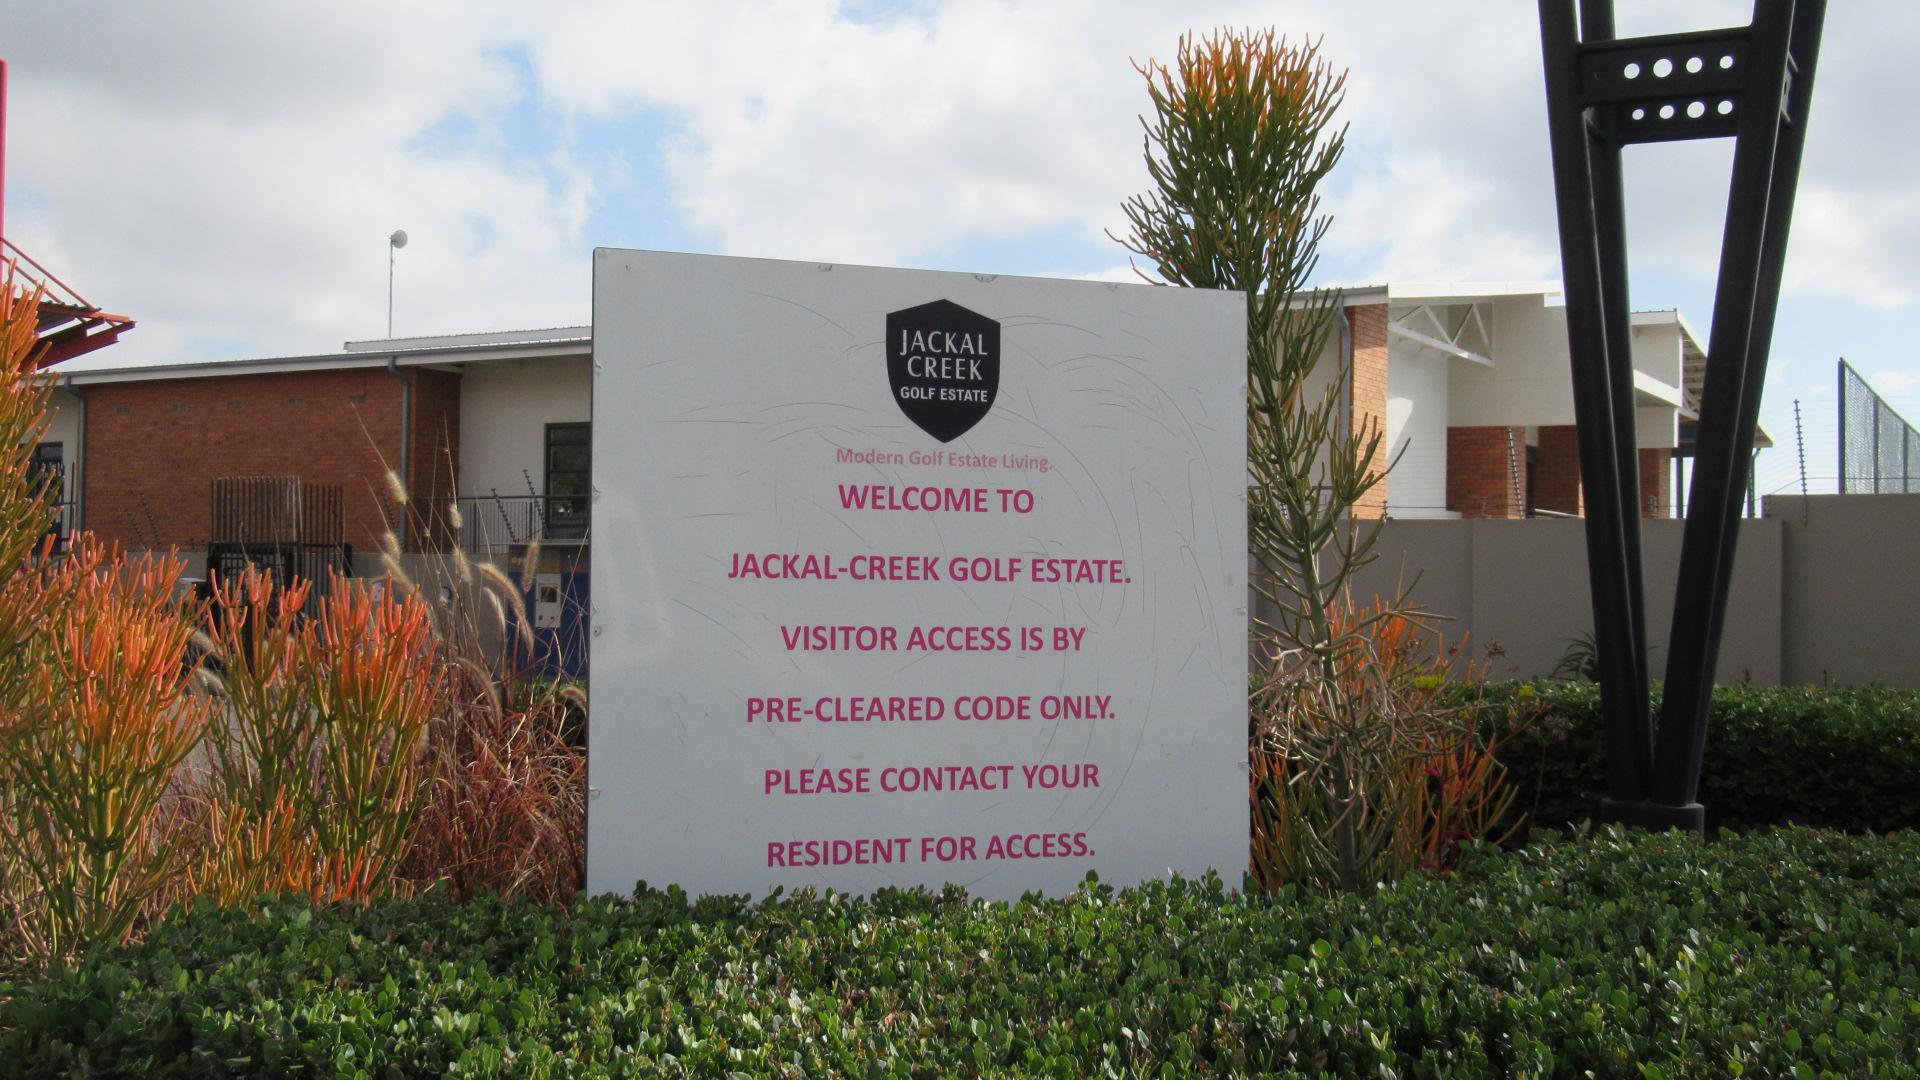 JACKAL
CREEK
GOLF ESTATE
Modern Golf Estate Living.
WELCOME TO
JACKAL-CREEK GOLF ESTATE.
VISITOR ACCESS IS BY
PRE-CLEARED CODE ONLY.
PLEASE CONTACT YOUR
RESIDENT FOR ACCESS.